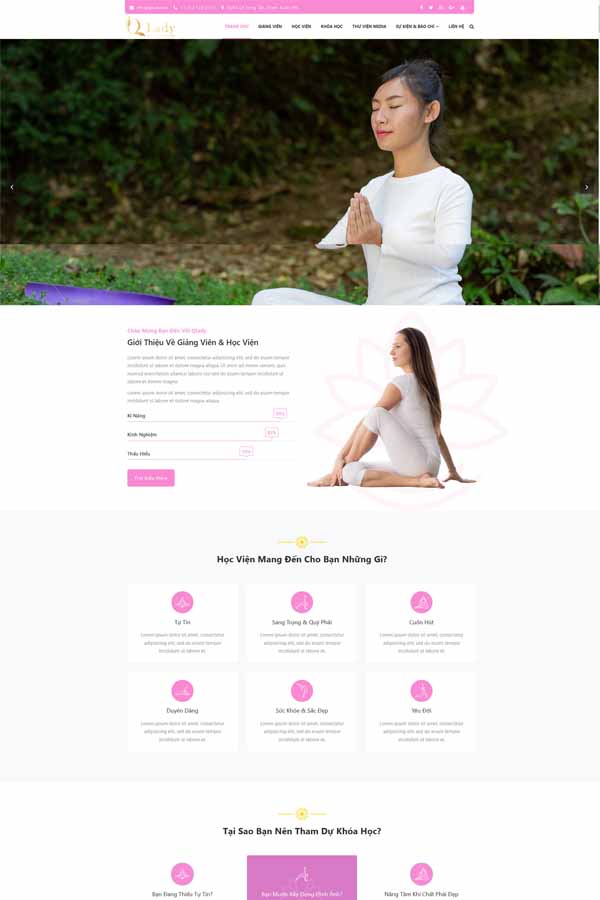 Lady
TRANG CHỦ GIẢNG VIÊN HỌC VIÊN KHÓA HỌC THƯ VIỆN MEDIA SỰ KIỆN & BÁO CHÍ LIÊN HỆ
Chào Mừng Bạn Đến Với Qlady
Giới Thiệu Về Giảng Viên & Học Viện
Lorem ipsum dolor sit amet, consectetur adipisicing elit, sed do eiusm tempor
incididunt ut labore et dolore magna aliqua. Ut enim ad minim veniam, quis
nostrud exercitation ullamco laboris nisi incididunt ut
labore et dolore magna
Lorem ipsum dolor sit amet, consectetur adipisicing elit, sed do eiusm tempor
incididunt ut labore et dolore magna aliqua.
Kĩ Năng
Kinh Nghiệm
Thấu Hiểu
Tìm Hiểu Thêm
Học Viện Mang Đến Cho Bạn Những Gì?
Tự Tin
Lorem ipsum dolor sit amet, consectetur
adipisicing elit, sed do eiusm tempor
incididunt ut labore et.
Sang Trọng & Quý Phái
Lorem ipsum dolor sit amet, consectetur
adipisicing elit, sed do eiusm tempor
incididunt ut labore et.
Cuốn Hút
Lorem ipsum dolor sit amet, consectetur
adipisicing elit, sed do eiusm tempor
incididunt ut labore et.
Duyên Dáng
Lorem ipsum dolor sit amet, consectetur
adipisicing elit, sed do eiusm tempor
incididunt ut labore et.
Sức Khỏe & Sắc Đẹp
Lorem ipsum dolor sit amet, consectetur
adipisicing elit, sed do eiusm tempor
incididunt ut labore et.
Yêu Đời
Lorem ipsum dolor sit amet, consectetur
adipisicing elit, sed do eiusm tempor
incididunt ut labore et.
Tại Sao Bạn Nên Tham Dự Khóa Học?
Bạn Đang Thiếu Tự Tin?
Bạn Muốn Xây Dựng Hình Ảnh?
Nâng Tầm Khí Chất Phái Đẹp